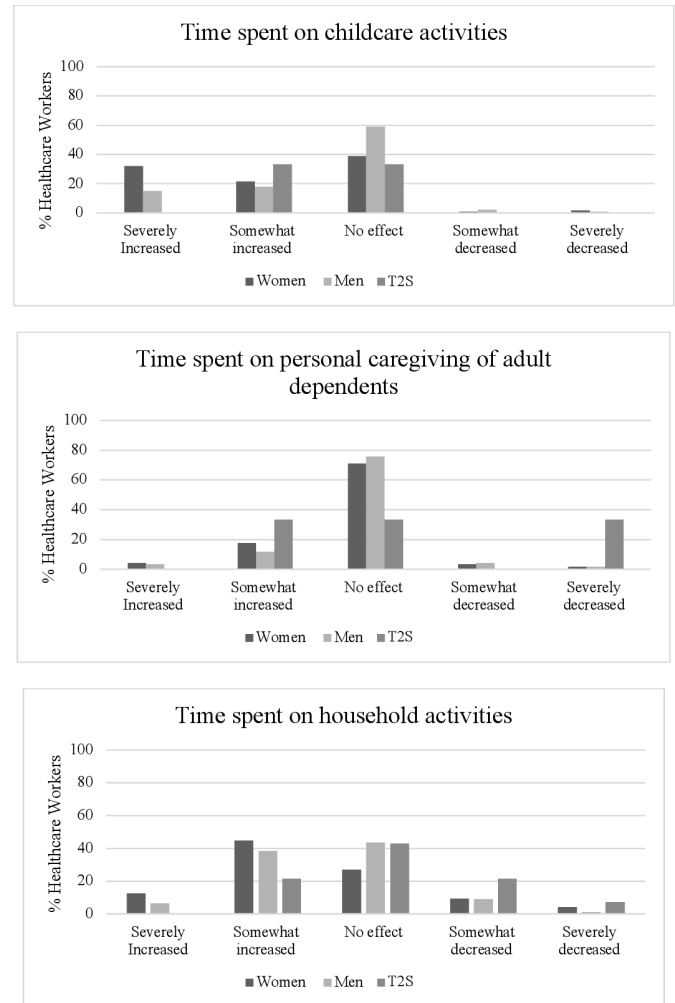 Time spent on childcare activities
% Healthcare Workers
100
80
60
40
20
0
Severely Increased
Somewhat increased
No effect
Somewhat decreased
Severely decreased
Women Men T2S
Time spent on personal caregiving of adult
dependents
% Healthcare Workers
100
80
60
40
20
0
Severely Increased
Somewhat increased
No effect
Somewhat decreased
Severely decreased
Women Men T2S
Time spent on household activities
% Healthcare Workers
100
80
60
40
20
0
Severely Increased
Somewhat increased
No effect
Somewhat decreased
Severely decreased
Women Men T2S